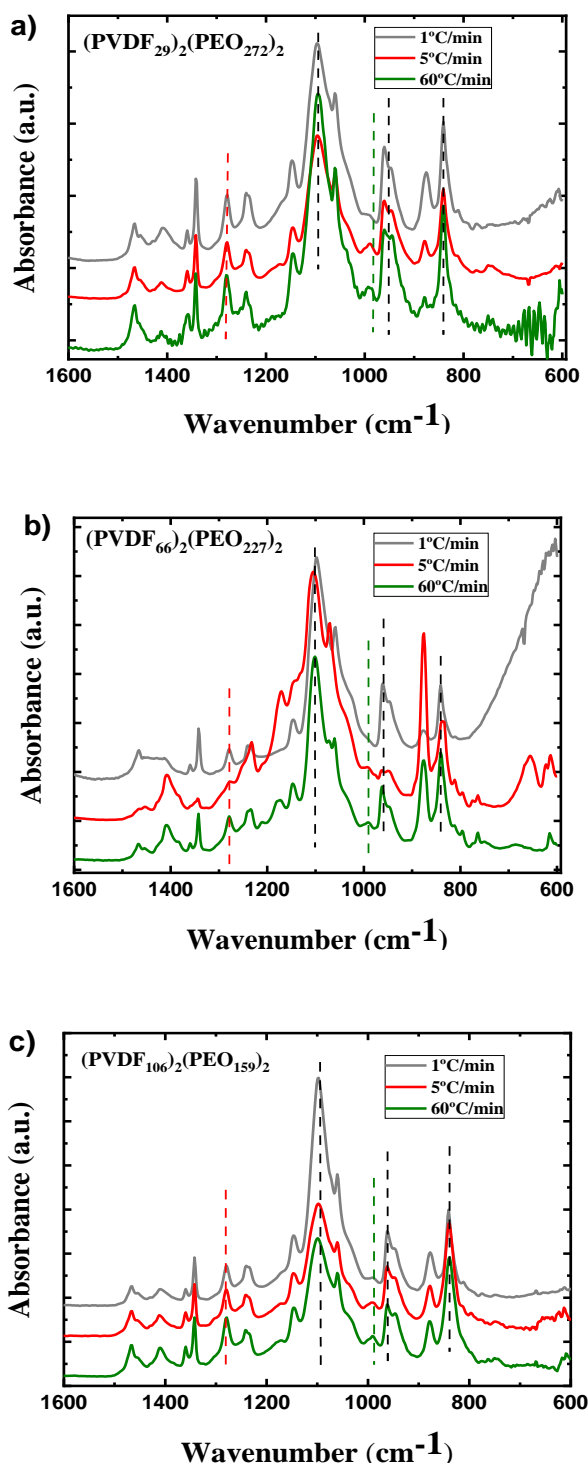 a)
(PVDF₂₉)₂(PEO₂₇₂)₂
1ºC/min
5ºC/min
60ºC/min
Absorbance (a.u.)
1600 1400 1200 1000 800 600
Wavenumber (cm-1)
b)
(PVDF₆₆)₂(PEO₂₂₇)₂
1ºC/min
5ºC/min
60ºC/min
Absorbance (a.u.)
1600 1400 1200 1000 800 600
Wavenumber (cm-1)
c)
(PVDF₁₀₆)₂(PEO₁₅₉)₂
1ºC/min
5ºC/min
60ºC/min
Absorbance (a.u.)
1600 1400 1200 1000 800 600
Wavenumber (cm-1)